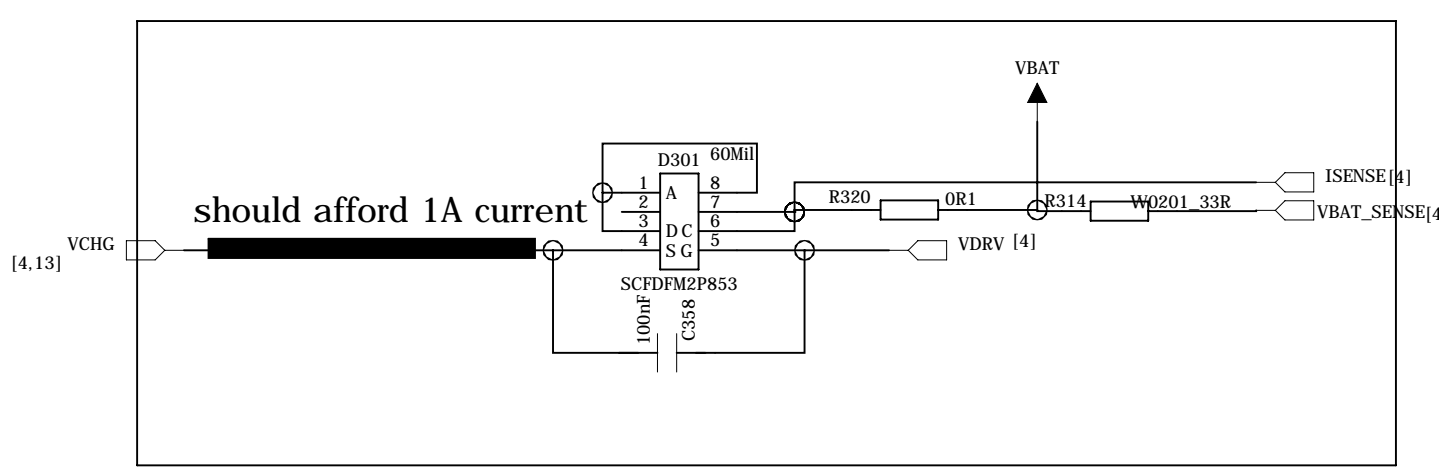 VBAT
D301
60Mil
1
A
8
should afford 1A current
2
7
R320
0R1
R314
W0201_33R
ISENSE[4]
3
D C
6
VBAT_SENSE[4
VCHG
[4,13]
4
S G
5
VDRV [4]
SCFDFM2P853
100nF
C358